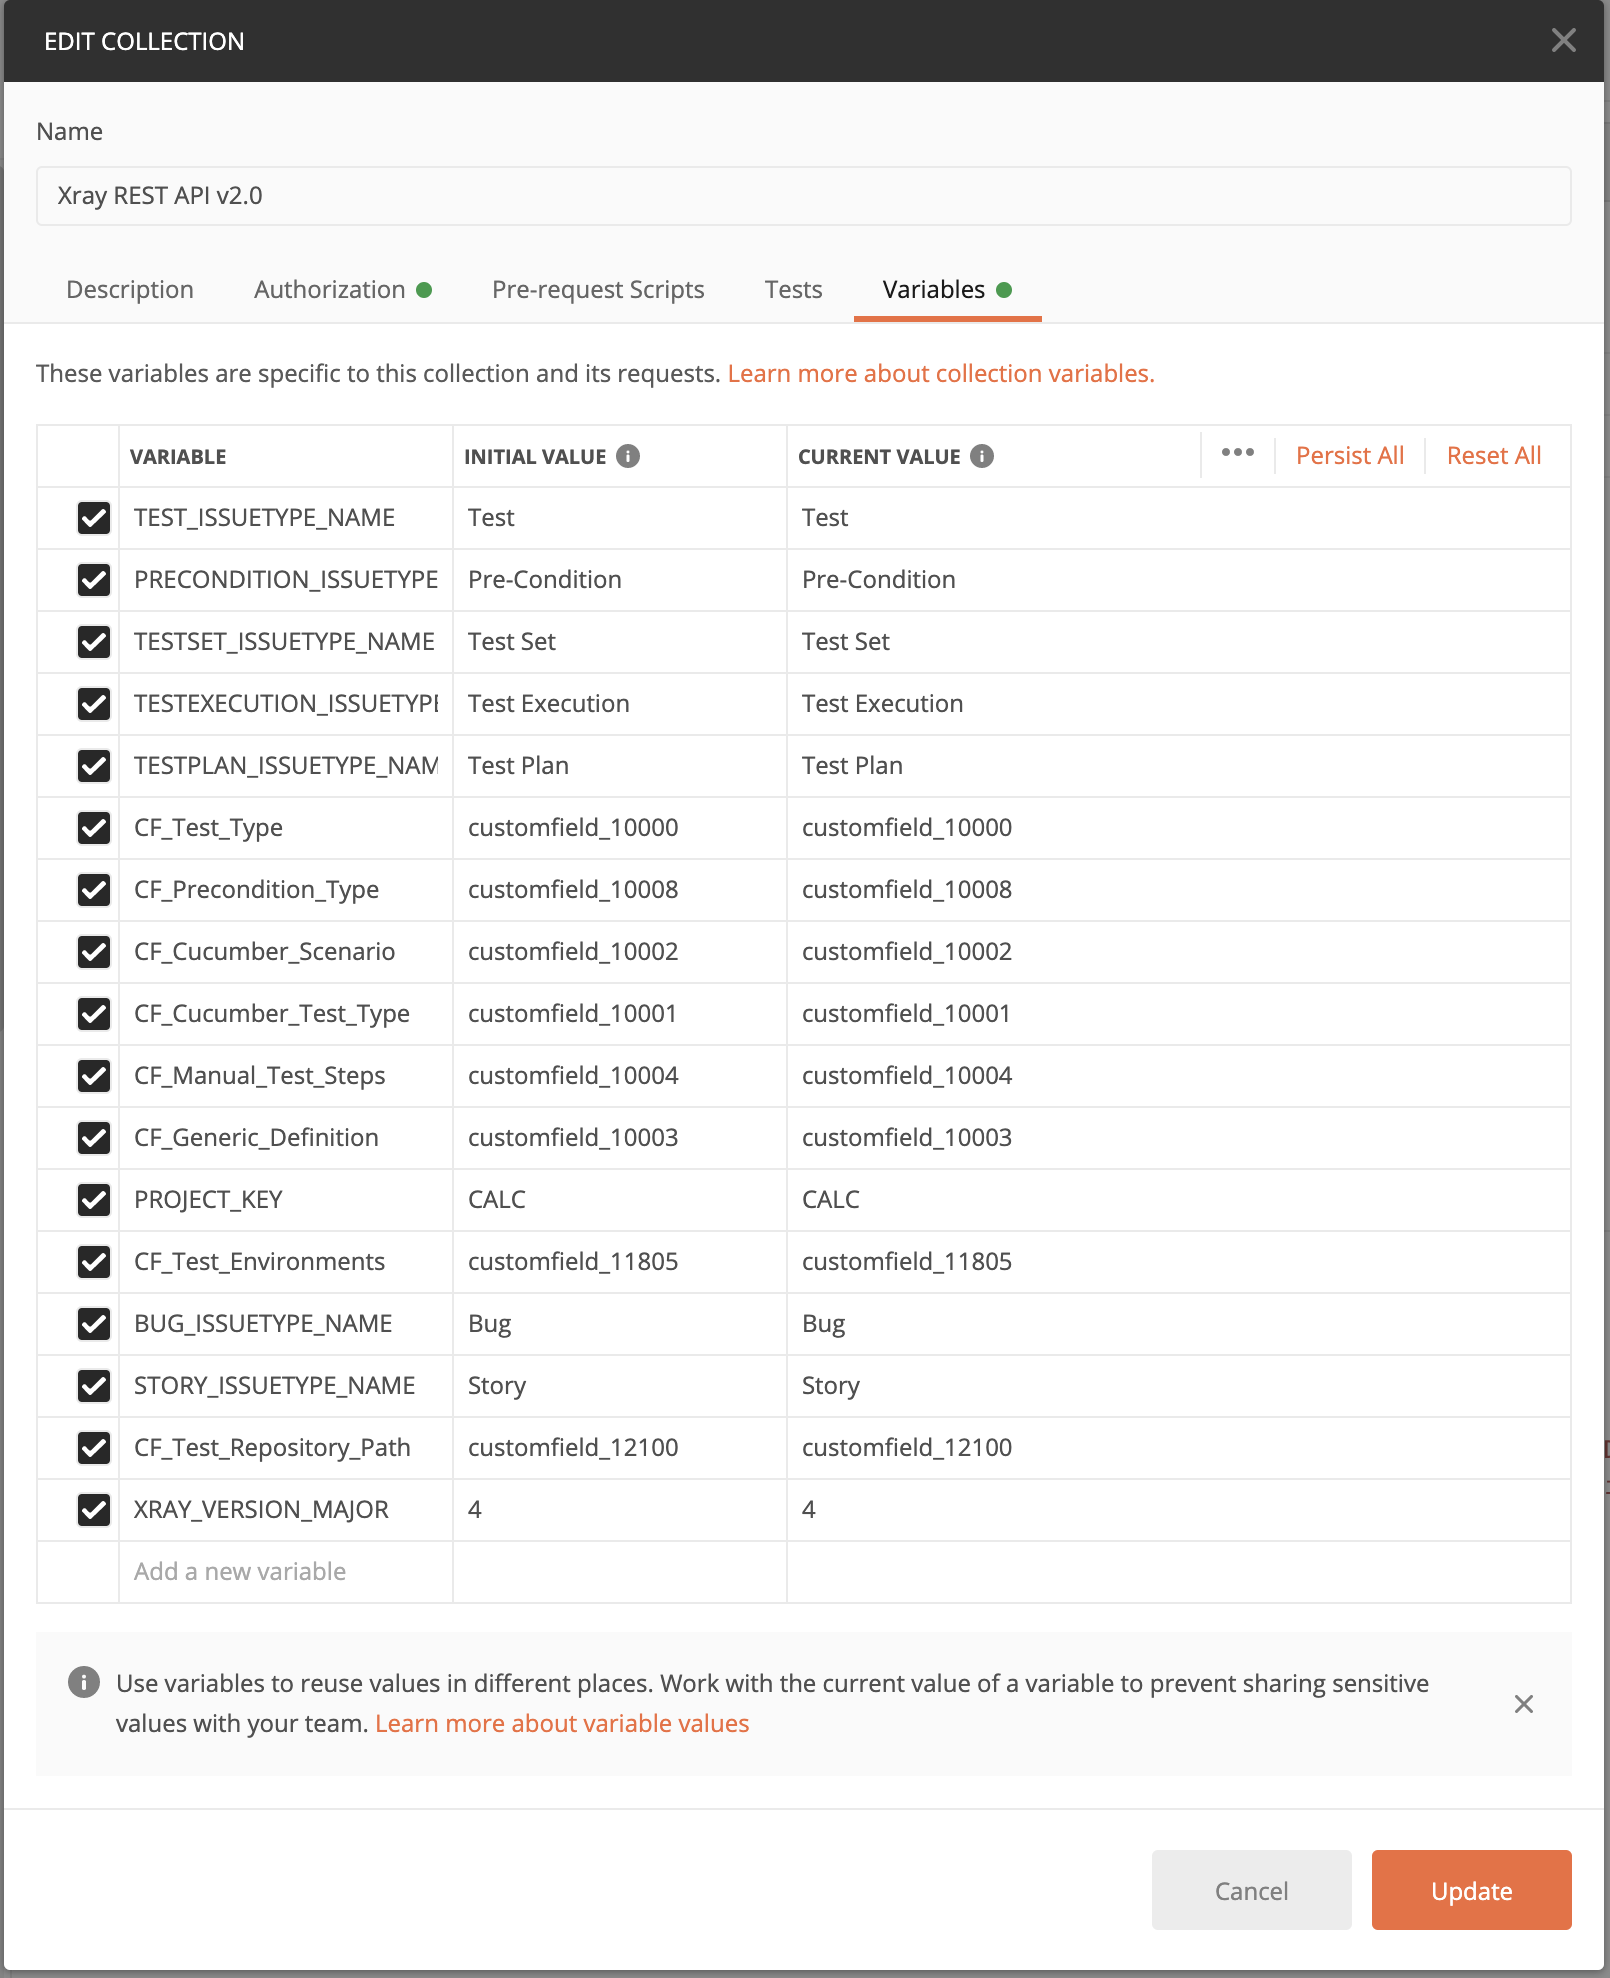 EDIT COLLECTION
Name
Xray REST API v2.0
Description Authorization Pre-request Scripts Tests Variables
These variables are specific to this collection and its requests. Learn more about collection variables.
VARIABLE INITIAL VALUE CURRENT VALUE Persist All Reset All
TEST_ISSUETYPE_NAME Test Test
PRECONDITION_ISSUETYPE Pre-Condition Pre-Condition
TESTSET_ISSUETYPE_NAME Test Set Test Set
TESTEXECUTION_ISSUETYPE Test Execution Test Execution
TESTPLAN_ISSUETYPE_NAM Test Plan Test Plan
CF_Test_Type customfield_10000 customfield_10000
CF_Precondition_Type customfield_10008 customfield_10008
CF_Cucumber_Scenario customfield_10002 customfield_10002
CF_Cucumber_Test_Type customfield_10001 customfield_10001
CF_Manual_Test_Steps customfield_10004 customfield_10004
CF_Generic_Definition customfield_10003 customfield_10003
PROJECT_KEY CALC CALC
CF_Test_Environments customfield_11805 customfield_11805
BUG_ISSUETYPE_NAME Bug Bug
STORY_ISSUETYPE_NAME Story Story
CF_Test_Repository_Path customfield_12100 customfield_12100
XRAY_VERSION_MAJOR 4 4
Add a new variable
Use variables to reuse values in different places. Work with the current value of a variable to prevent sharing sensitive
values with your team. Learn more about variable values
Cancel Update